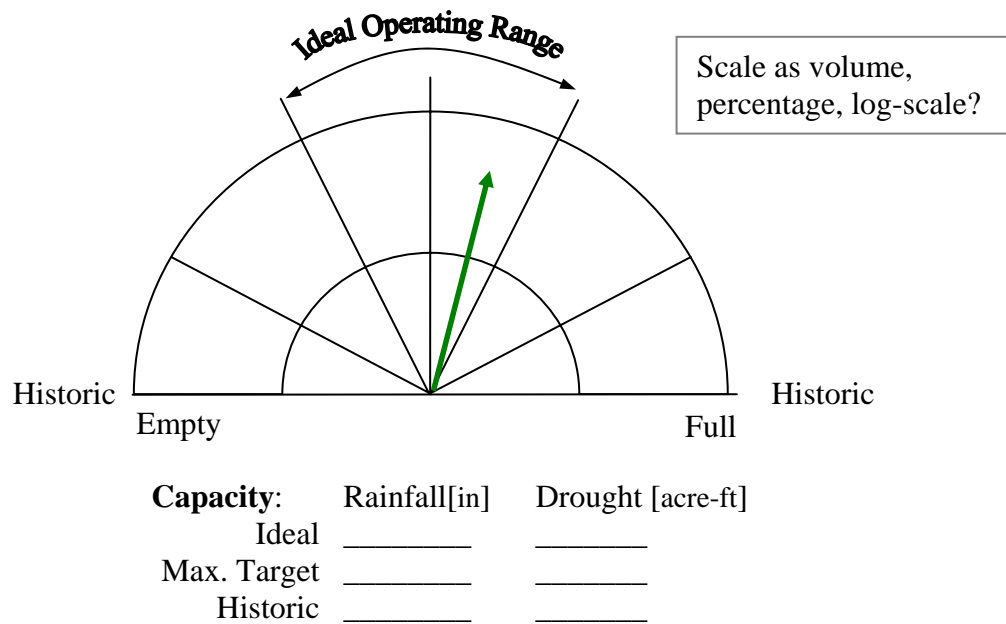 Ideal Operating Range
Scale as volume,
percentage, log-scale?
Historic
Historic
Empty
Full
Capacity: Rainfall[in] Drought [acre-ft]
Ideal ________ _______
Max. Target ________ _______
Historic ________ _______